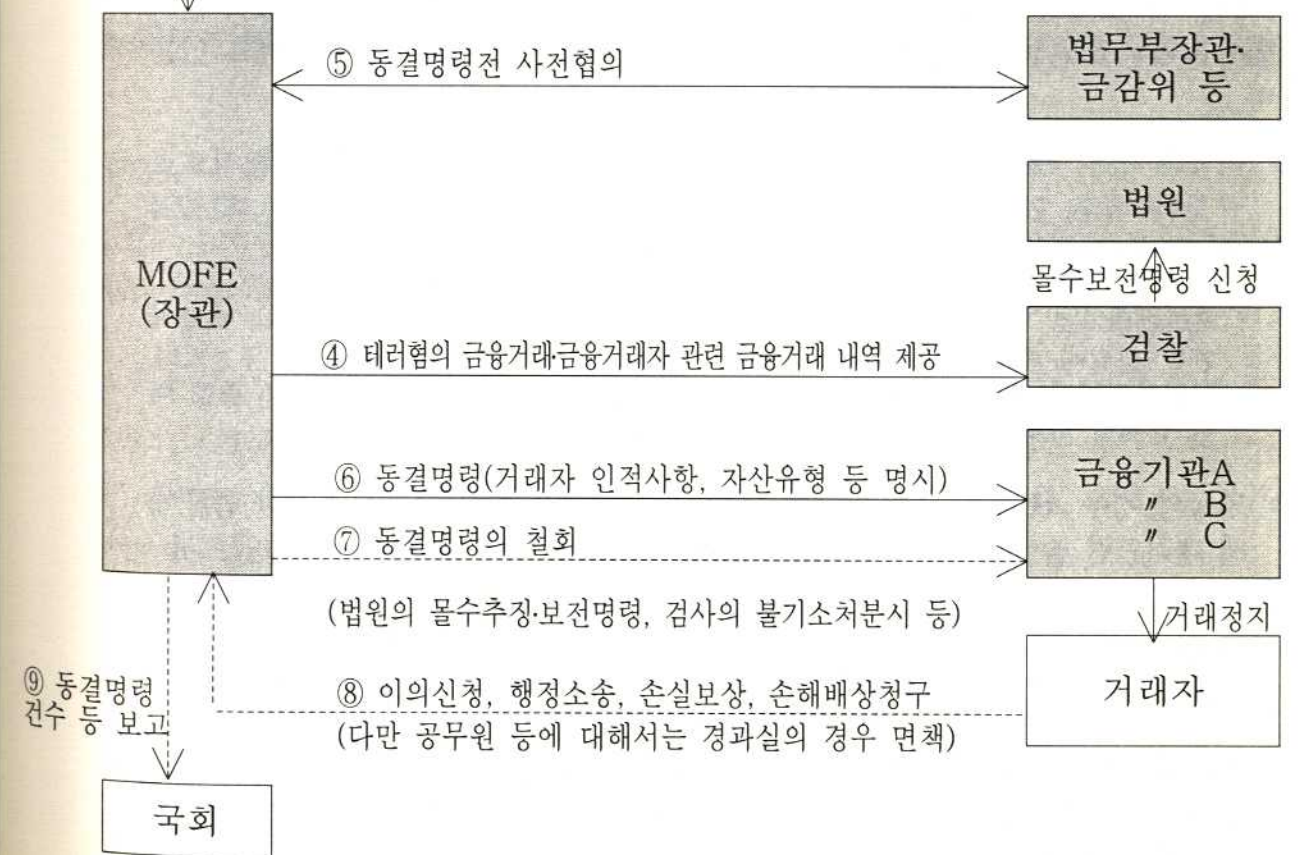 ⑤ 동결명령전 사전협의
법무부장관·
금감위 등
법원
몰수보전명령 신청
MOFE
(장관)
④ 테러혐의 금융거래·금융거래자 관련 금융거래 내역 제공
검찰
⑥ 동결명령(거래자 인적사항, 자산유형 등 명시)
금융기관A
〃 B
〃 C
⑦ 동결명령의 철회
(법원의 몰수추징·보전명령, 검사의 불기소처분시 등)
거래정지
⑨ 동결명령
건수 등 보고
⑧ 이의신청, 행정소송, 손실보상, 손해배상청구
(다만 공무원 등에 대해서는 경과실의 경우 면책)
거래자
국회